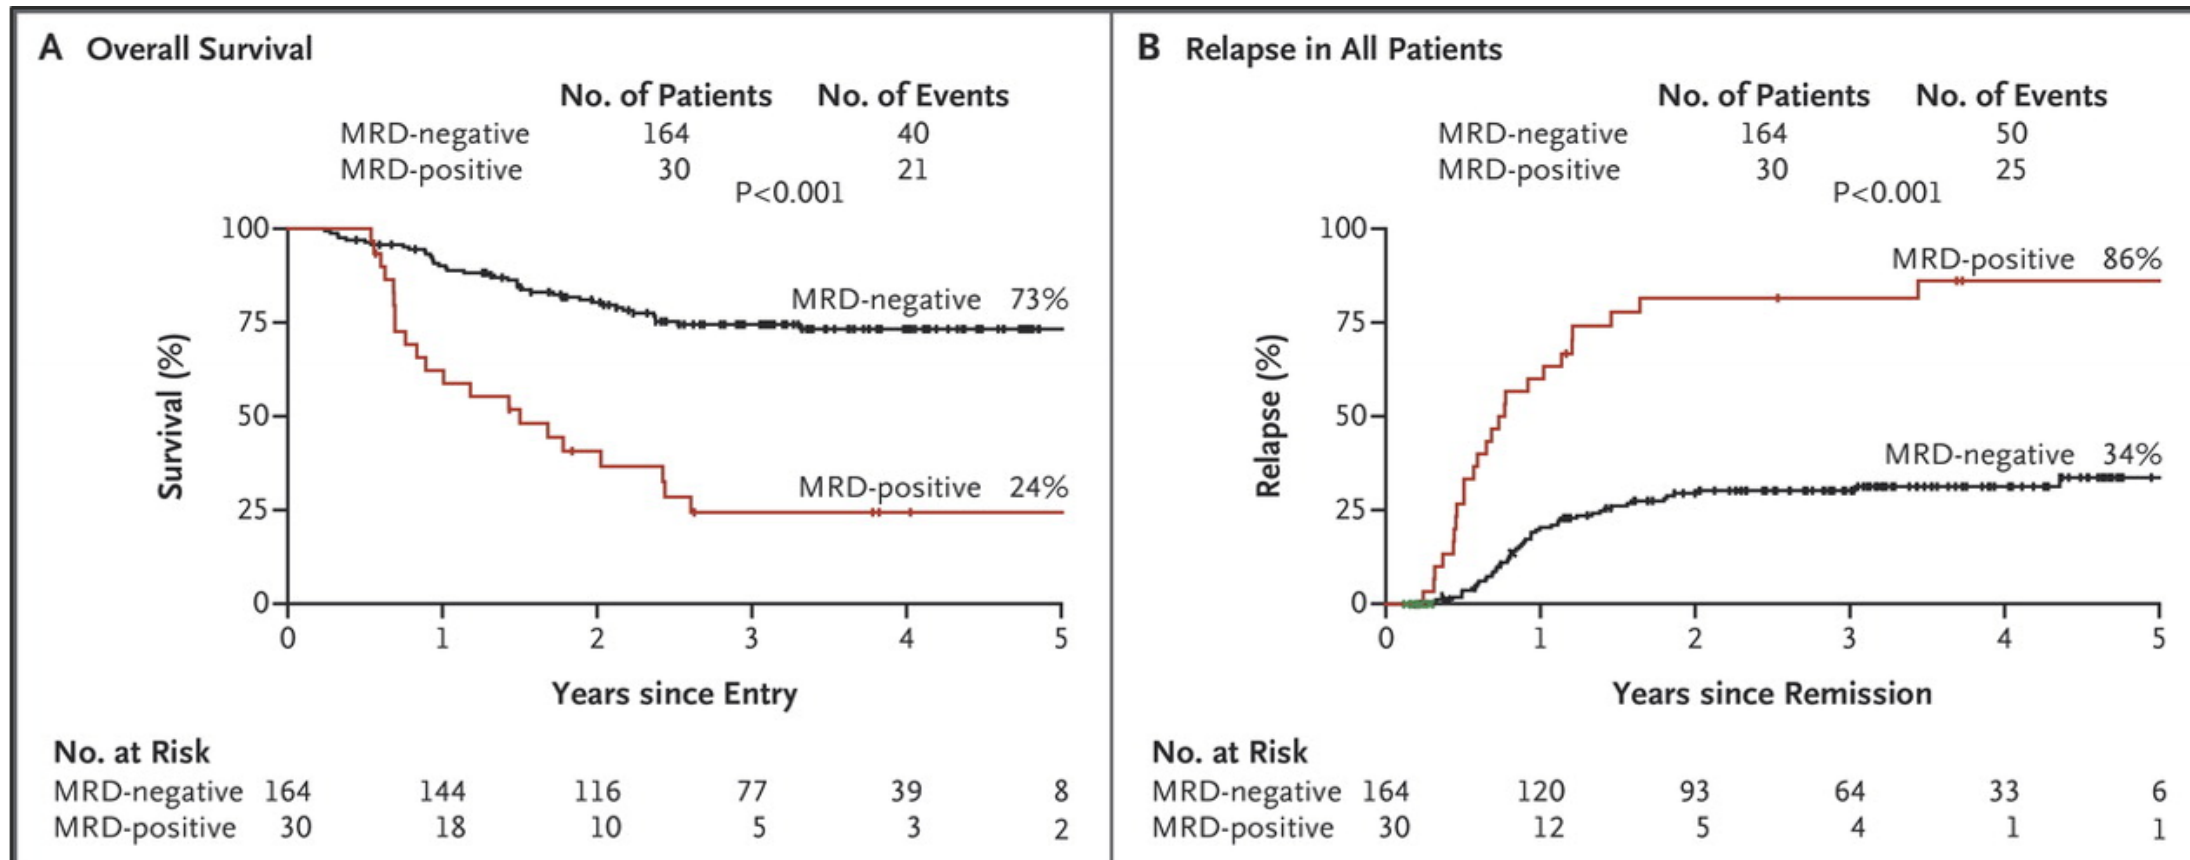 A Overall Survival
No. of Patients No. of Events
MRD-negative 164 40
MRD-positive 30 21
P<0.001
100
75
50
25
0
Survival (%)
MRD-negative 73%
MRD-positive 24%
0 1 2 3 4 5
Years since Entry
No. at Risk
MRD-negative 164 144 116 77 39 8
MRD-positive 30 18 10 5 3 2
B Relapse in All Patients
No. of Patients No. of Events
MRD-negative 164 50
MRD-positive 30 25
P<0.001
100
75
50
25
0
Relapse (%)
MRD-positive 86%
MRD-negative 34%
0 1 2 3 4 5
Years since Remission
No. at Risk
MRD-negative 164 120 93 64 33 6
MRD-positive 30 12 5 4 1 1